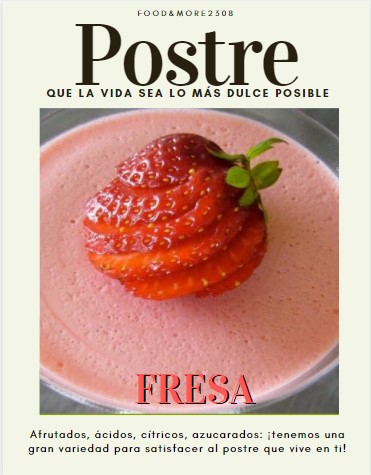 FOOD&MORE2308
Postre
QUE LA VIDA SEA LO MÁS DULCE POSIBLE
FRESA
Afrutados, ácidos, cítricos, azucarados: ¡tenemos una
gran variedad para satisfacer al postre que vive en ti!